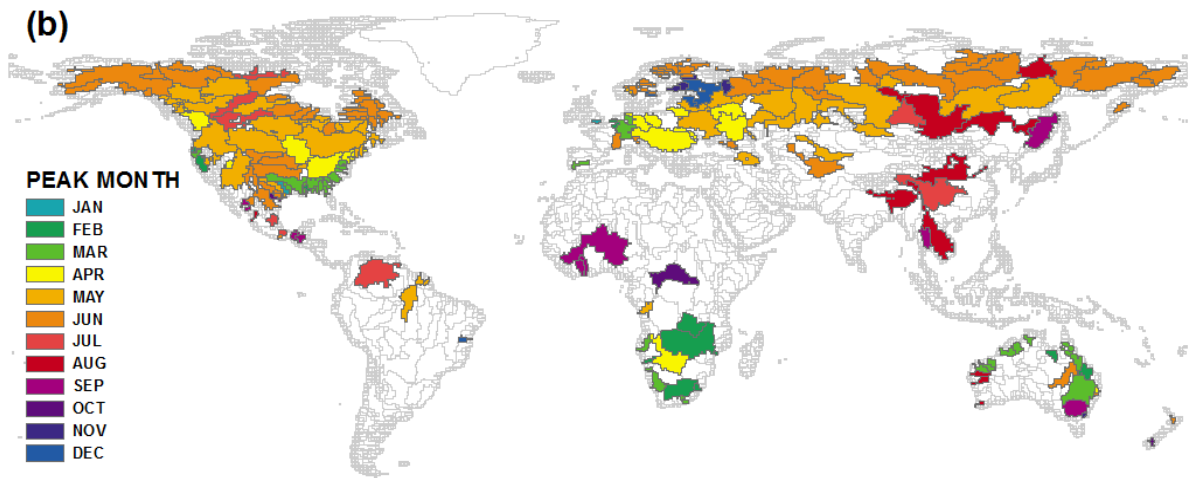 (b)
PEAK MONTH
JAN
FEB
MAR
APR
MAY
JUN
JUL
AUG
SEP
OCT
NOV
DEC